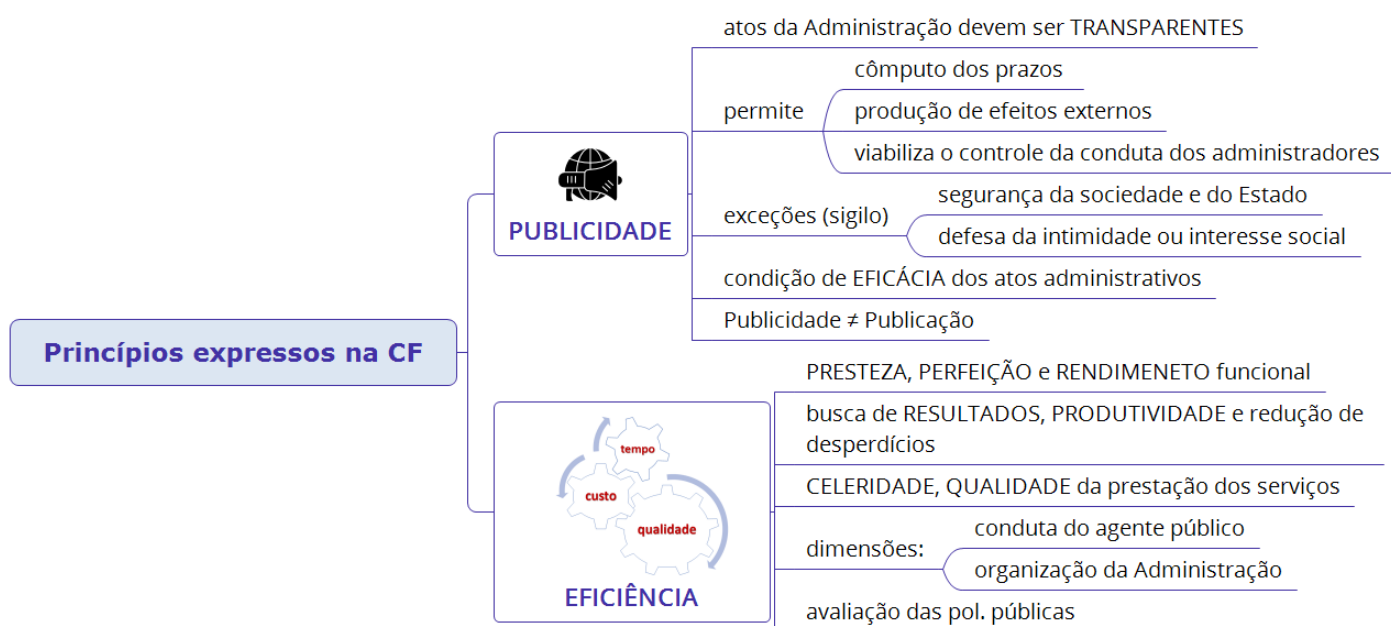 Princípios expressos na CF
PUBLICIDADE
atos da Administração devem ser TRANSPARENTES
permite
cômputo dos prazos
produção de efeitos externos
viabiliza o controle da conduta dos administradores
exceções (sigilo)
segurança da sociedade e do Estado
defesa da intimidade ou interesse social
condição de EFICÁCIA dos atos administrativos
Publicidade ≠ Publicação
tempo
custo
qualidade
EFICIÊNCIA
PRESTEZA, PERFEIÇÃO e RENDIMENETO funcional
busca de RESULTADOS, PRODUTIVIDADE e redução de
desperdícios
CELERIDADE, QUALIDADE da prestação dos serviços
dimensões:
conduta do agente público
organização da Administração
avaliação das pol. públicas